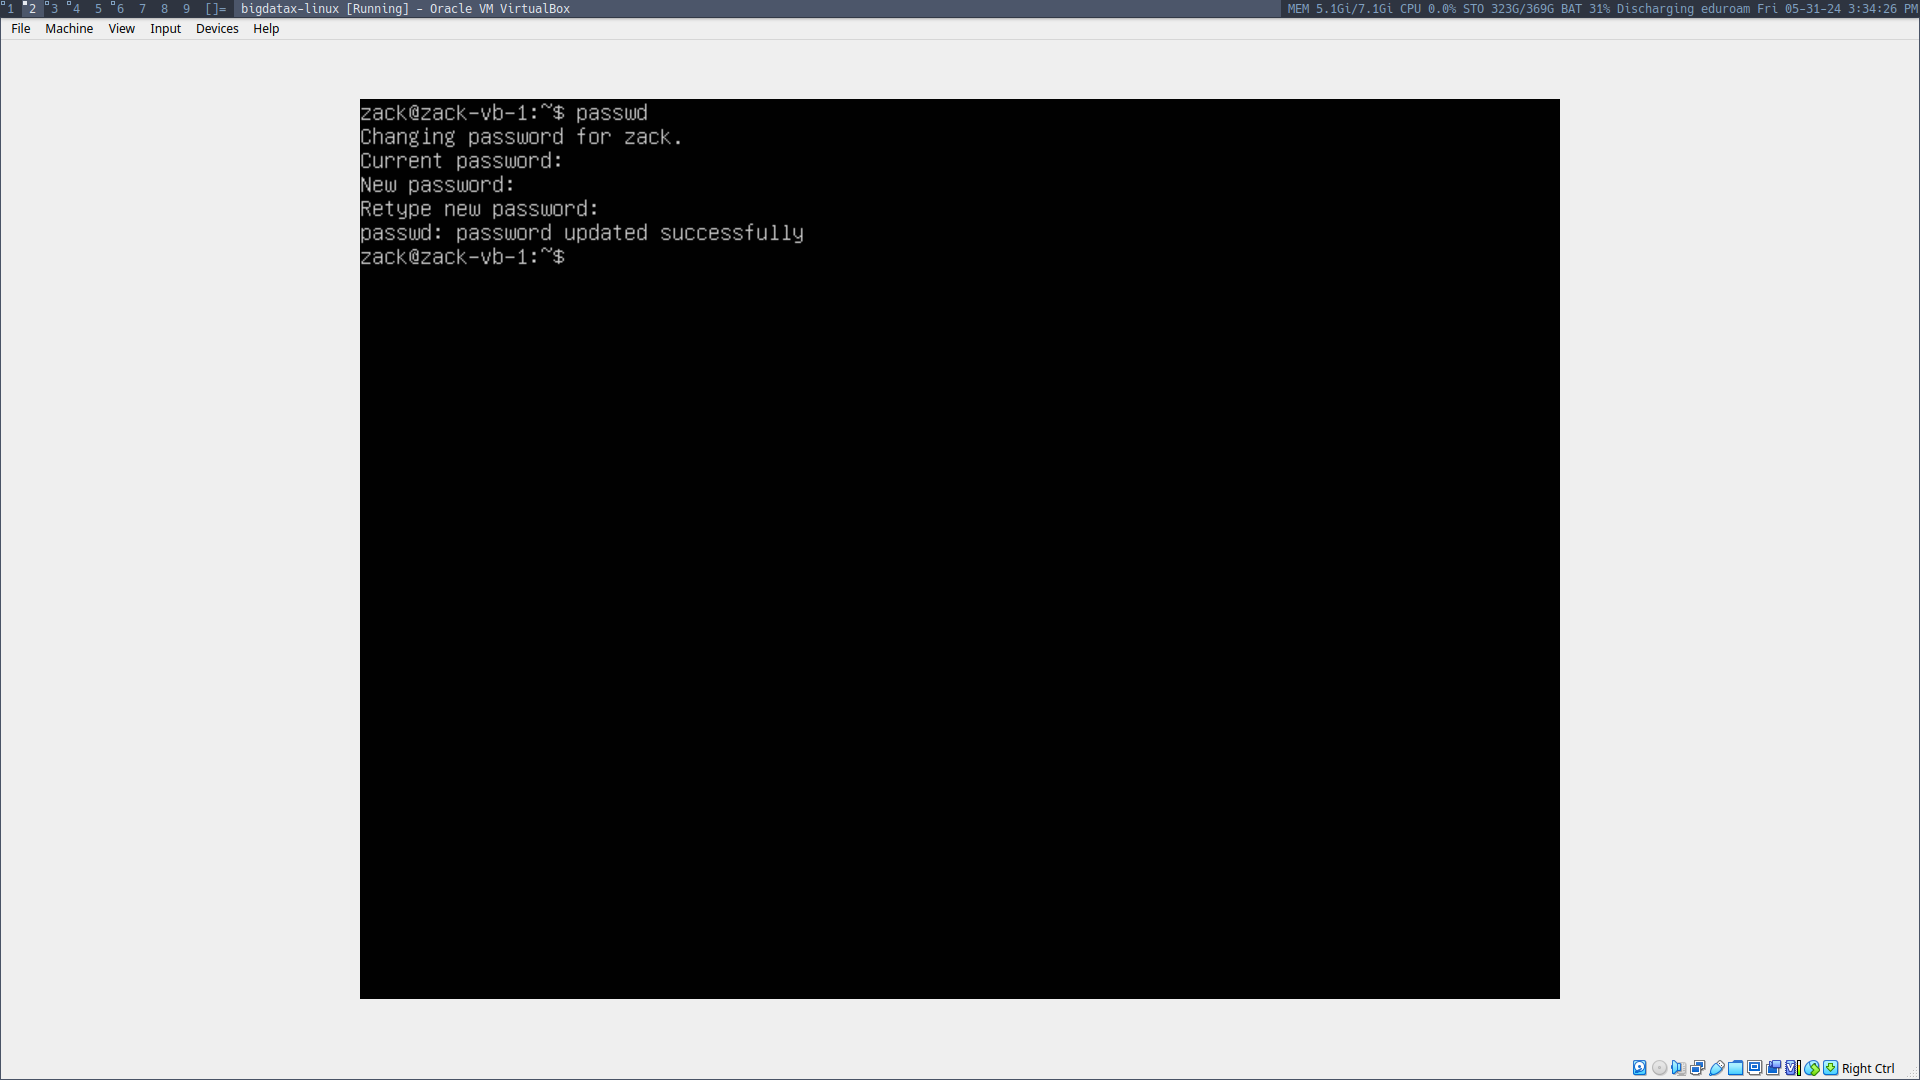 1 2 3 4 5 6 7 8 9 []= bigdatax-linux [Running] - Oracle VM VirtualBox MEM 5.1Gi/7.1Gi CPU 0.0% STO 323G/369G BAT 31% Discharging eduroam Fri 05-31-24 3:34:26 PM
File Machine View Input Devices Help
zack@zack-vb-1:~$ passwd
Changing password for zack.
Current password:
New password:
Retype new password:
passwd: password updated successfully
zack@zack-vb-1:~$
Right Ctrl